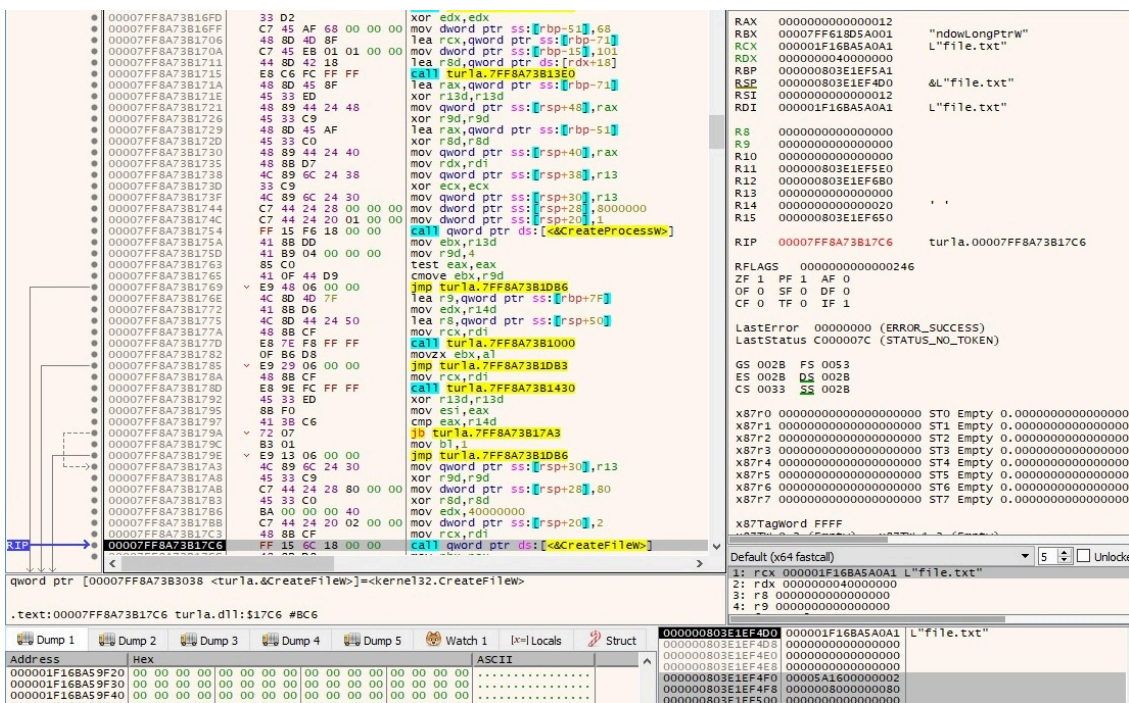 00007FF8A73B16FD 33 D2 xor edx,edx
00007FF8A73B16FF C7 45 AF 68 00 00 00 mov dword ptr ss:[rbp-51],68
00007FF8A73B1706 48 8D 4D 8F lea rcx,qword ptr ss:[rbp-71]
00007FF8A73B170A C7 45 EB 01 01 00 00 mov dword ptr ss:[rbp-15],101
00007FF8A73B1711 44 8D 42 18 lea r8d,qword ptr ds:[rdx+18]
00007FF8A73B1715 E8 C6 FC FF FF call turla.7FF8A73B13E0
00007FF8A73B171A 48 8D 45 8F lea rax,qword ptr ss:[rbp-71]
00007FF8A73B171E 45 33 ED xor r13d,r13d
00007FF8A73B1721 48 89 44 24 48 mov qword ptr ss:[rsp+48],rax
00007FF8A73B1726 45 33 C9 xor r9d,r9d
00007FF8A73B1729 48 8D 45 AF lea rax,qword ptr ss:[rbp-51]
00007FF8A73B172D 45 33 C0 xor r8d,r8d
00007FF8A73B1730 48 89 44 24 40 mov qword ptr ss:[rsp+40],rax
00007FF8A73B1735 48 8B D7 mov rdx,rdi
00007FF8A73B1738 4C 89 6C 24 38 mov qword ptr ss:[rsp+38],r13
00007FF8A73B173D 33 C9 xor ecx,ecx
00007FF8A73B173F 4C 89 6C 24 30 mov qword ptr ss:[rsp+30],r13
00007FF8A73B1744 C7 44 24 28 00 00 00 mov dword ptr ss:[rsp+28],8000000
00007FF8A73B174C C7 44 24 20 01 00 00 mov dword ptr ss:[rsp+20],1
00007FF8A73B1754 FF 15 F6 18 00 00 call qword ptr ds:[<&CreateProcessW>]
00007FF8A73B175A 41 8B DD mov ebx,r13d
00007FF8A73B175D 41 B9 04 00 00 00 mov r9d,4
00007FF8A73B1763 85 C0 test eax,eax
00007FF8A73B1765 41 0F 44 D9 cmove ebx,r9d
00007FF8A73B1769 E9 48 06 00 00 jmp turla.7FF8A73B1DB6
00007FF8A73B176E 4C 8D 4D 7F lea r9,qword ptr ss:[rbp+7F]
00007FF8A73B1772 41 8B D6 mov edx,r14d
00007FF8A73B1775 4C 8D 44 24 50 lea r8,qword ptr ss:[rsp+50]
00007FF8A73B177A 48 8B CF mov rcx,rdi
00007FF8A73B177D E8 7E F8 FF FF call turla.7FF8A73B1000
00007FF8A73B1782 0F B6 D8 movzx ebx,al
00007FF8A73B1785 E9 29 06 00 00 jmp turla.7FF8A73B1DB3
00007FF8A73B178A 48 8B CF mov rcx,rdi
00007FF8A73B178D E8 9E FC FF FF call turla.7FF8A73B1430
00007FF8A73B1792 45 33 ED xor r13d,r13d
00007FF8A73B1795 8B F0 mov esi,eax
00007FF8A73B1797 41 3B C6 cmp eax,r14d
00007FF8A73B179A 72 07 jb turla.7FF8A73B17A3
00007FF8A73B179C B3 01 mov bl,1
00007FF8A73B179E E9 13 06 00 00 jmp turla.7FF8A73B1DB6
00007FF8A73B17A3 4C 89 6C 24 30 mov qword ptr ss:[rsp+30],r13
00007FF8A73B17A8 45 33 C9 xor r9d,r9d
00007FF8A73B17AB C7 44 24 28 80 00 00 mov dword ptr ss:[rsp+28],80
00007FF8A73B17B3 45 33 C0 xor r8d,r8d
00007FF8A73B17B6 BA 00 00 00 40 mov edx,40000000
00007FF8A73B17BB C7 44 24 20 02 00 00 mov dword ptr ss:[rsp+20],2
00007FF8A73B17C3 48 8B CF mov rcx,rdi
RIP 00007FF8A73B17C6 FF 15 6C 18 00 00 call qword ptr ds:[<&CreateFileW>]
qword ptr [00007FF8A73B3038 <turla.&CreateFileW>]=<kernel32.CreateFileW>
.text:00007FF8A73B17C6 turla.dll:$17C6 #BC6
RAX 0000000000000012
RBX 00007FF618D5A001 "ndowLongPtrW"
RCX 000001F16BA5A0A1 L"file.txt"
RDX 0000000040000000
RBP 000000803E1EF5A1
RSP 000000803E1EF4D0 &L"file.txt"
RSI 0000000000000012
RDI 000001F16BA5A0A1 L"file.txt"
R8 0000000000000000
R9 0000000000000000
R10 0000000000000000
R11 000000803E1EF5E0
R12 000000803E1EF6B0
R13 0000000000000000
R14 0000000000000020 ' '
R15 000000803E1EF650
RIP 00007FF8A73B17C6 turla.00007FF8A73B17C6
RFLAGS 0000000000000246
ZF 1 PF 1 AF 0
OF 0 SF 0 DF 0
CF 0 TF 0 IF 1
LastError 00000000 (ERROR_SUCCESS)
LastStatus C000007C (STATUS_NO_TOKEN)
GS 002B FS 0053
ES 002B DS 002B
CS 0033 SS 002B
x87r0 00000000000000000000 ST0 Empty 0.0000000000000000
x87r1 00000000000000000000 ST1 Empty 0.0000000000000000
x87r2 00000000000000000000 ST2 Empty 0.0000000000000000
x87r3 00000000000000000000 ST3 Empty 0.0000000000000000
x87r4 00000000000000000000 ST4 Empty 0.0000000000000000
x87r5 00000000000000000000 ST5 Empty 0.0000000000000000
x87r6 00000000000000000000 ST6 Empty 0.0000000000000000
x87r7 00000000000000000000 ST7 Empty 0.0000000000000000
x87TagWord FFFF
Default (x64 fastcall) 5 Unlocke
1: rcx 000001F16BA5A0A1 L"file.txt"
2: rdx 0000000040000000
3: r8 0000000000000000
4: r9 0000000000000000
Dump 1 Dump 2 Dump 3 Dump 4 Dump 5 Watch 1 [x=] Locals Struct
Address Hex ASCII
000001F16BA59F20 00 00 00 00 00 00 00 00 00 00 00 00 00 00 00 00 ................
000001F16BA59F30 00 00 00 00 00 00 00 00 00 00 00 00 00 00 00 00 ................
000001F16BA59F40 00 00 00 00 00 00 00 00 00 00 00 00 00 00 00 00 ................
000000803E1EF4D0 000001F16BA5A0A1 L"file.txt"
000000803E1EF4D8 0000000000000000
000000803E1EF4E0 0000000000000000
000000803E1EF4E8 0000000000000000
000000803E1EF4F0 00005A1600000002
000000803E1EF4F8 0000008000000080
000000803E1EF500 0000000000000000